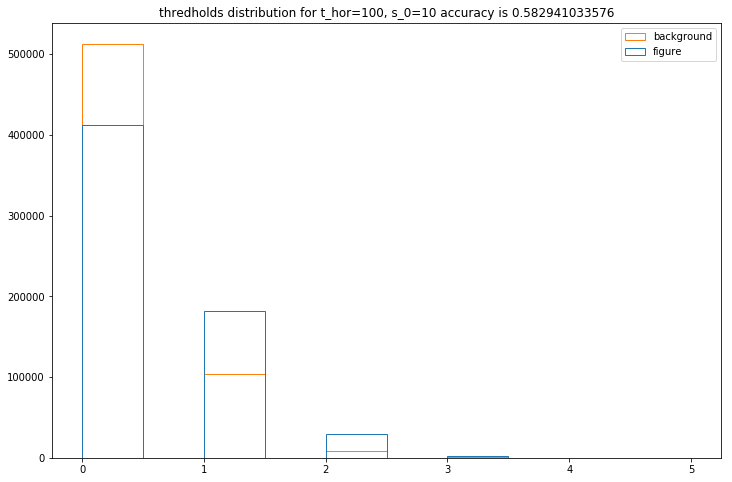 thredholds distribution for t_hor=100, s_0=10 accuracy is 0.582941033576
background
figure
500000
400000
300000
200000
100000
0
0 1 2 3 4 5